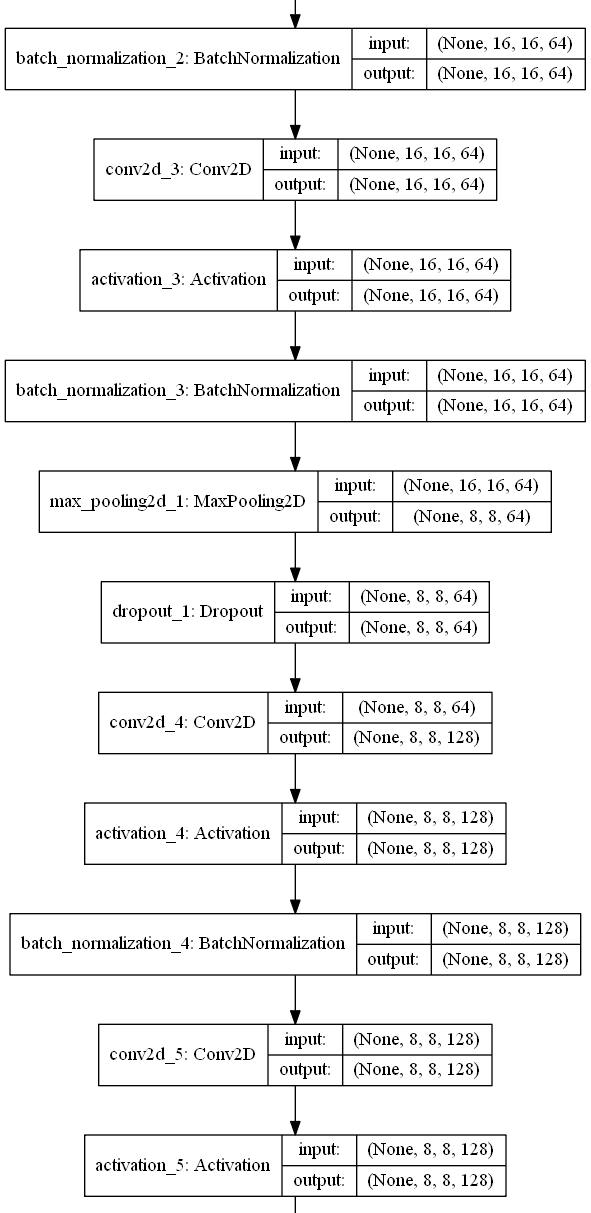 batch_normalization_2: BatchNormalization
input: (None, 16, 16, 64)
output: (None, 16, 16, 64)
conv2d_3: Conv2D
input: (None, 16, 16, 64)
output: (None, 16, 16, 64)
activation_3: Activation
input: (None, 16, 16, 64)
output: (None, 16, 16, 64)
batch_normalization_3: BatchNormalization
input: (None, 16, 16, 64)
output: (None, 16, 16, 64)
max_pooling2d_1: MaxPooling2D
input: (None, 16, 16, 64)
output: (None, 8, 8, 64)
dropout_1: Dropout
input: (None, 8, 8, 64)
output: (None, 8, 8, 64)
conv2d_4: Conv2D
input: (None, 8, 8, 64)
output: (None, 8, 8, 128)
activation_4: Activation
input: (None, 8, 8, 128)
output: (None, 8, 8, 128)
batch_normalization_4: BatchNormalization
input: (None, 8, 8, 128)
output: (None, 8, 8, 128)
conv2d_5: Conv2D
input: (None, 8, 8, 128)
output: (None, 8, 8, 128)
activation_5: Activation
input: (None, 8, 8, 128)
output: (None, 8, 8, 128)